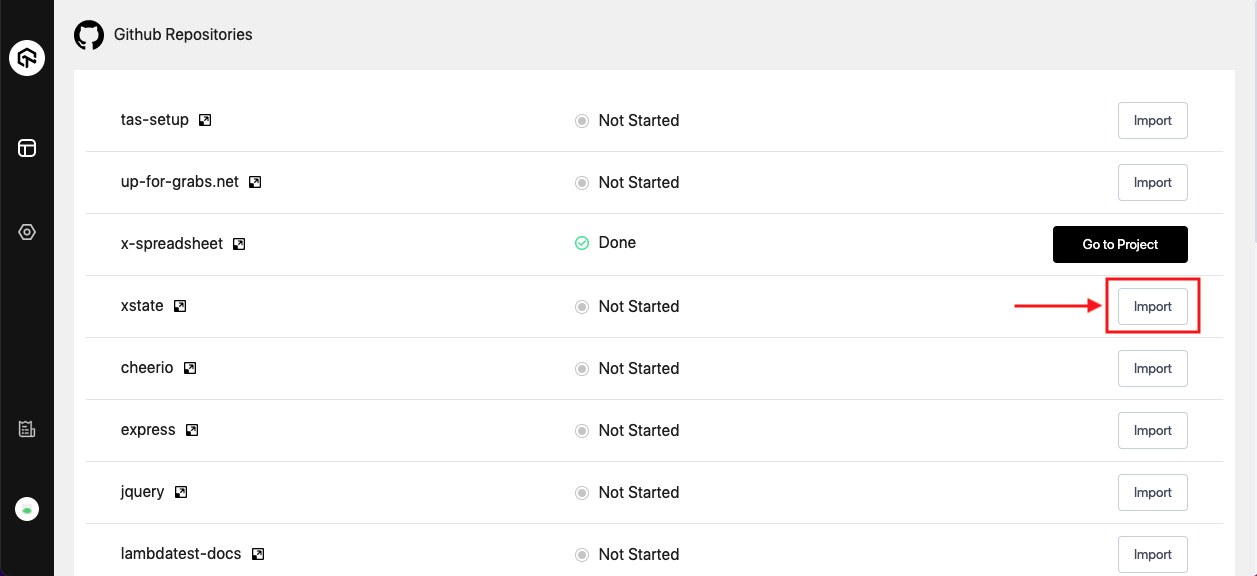 Github Repositories
tas-setup Not Started Import
up-for-grabs.net Not Started Import
x-spreadsheet Done Go to Project
xstate Not Started Import
cheerio Not Started Import
express Not Started Import
jquery Not Started Import
lambdatest-docs Not Started Import